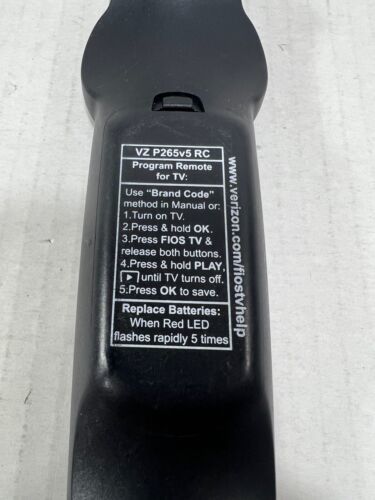 VZ P265v5 RC
Program Remote
for TV:
Use "Brand Code"
method in Manual or:
1.Turn on TV.
2.Press & hold OK.
3.Press FIOS TV &
release both buttons.
4.Press & hold PLAY.
until TV turns off.
5.Press OK to save.
Replace Batteries:
When Red LED
flashes rapidly 5 times
www.verizon.com/fiostvhelp